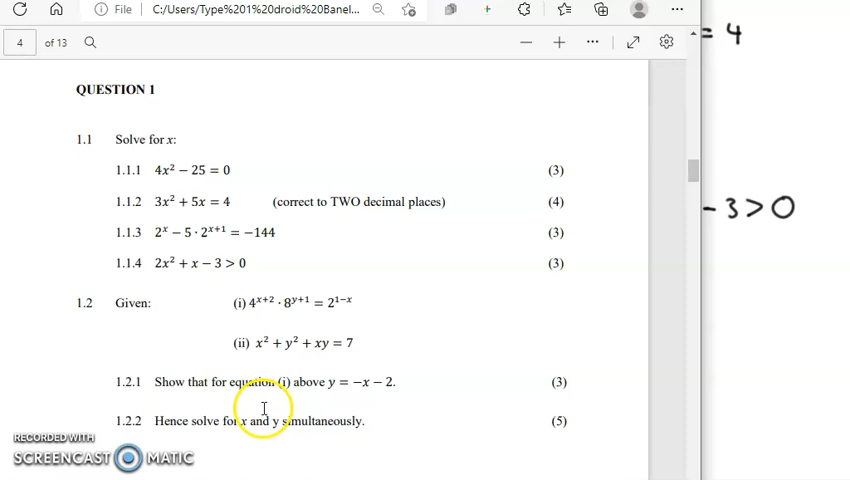 File C:/Users/Type%201%20droid%20Banel...
4 of 13
= 4
QUESTION 1
1.1 Solve for x:
1.1.1 4x² − 25 = 0 (3)
1.1.2 3x² + 5x = 4 (correct to TWO decimal places) (4)
− 3 > 0
1.1.3 2ˣ − 5 · 2ˣ⁺¹ = −144 (3)
1.1.4 2x² + x − 3 > 0 (3)
1.2 Given: (i) 4ˣ⁺² · 8ʸ⁺¹ = 2¹⁻ˣ
(ii) x² + y² + xy = 7
1.2.1 Show that for equation (i) above y = −x − 2. (3)
1.2.2 Hence solve for x and y simultaneously. (5)
RECORDED WITH
SCREENCAST MATIC